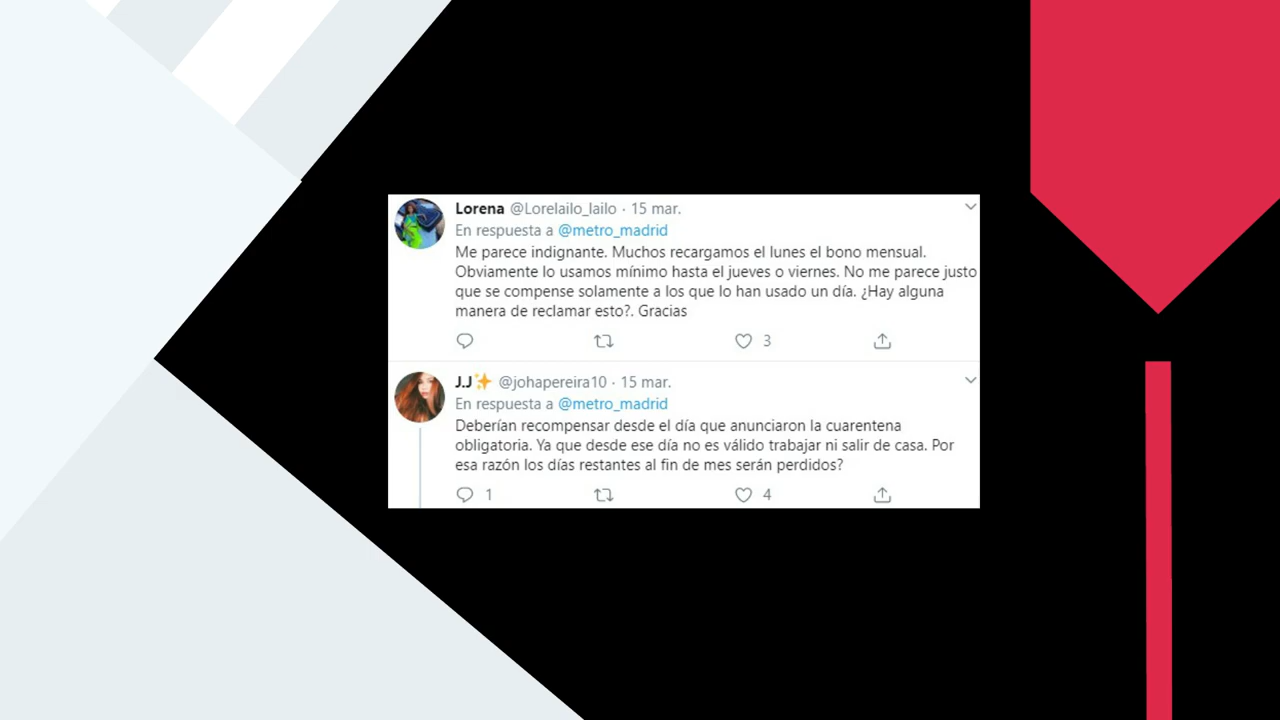 Lorena @Lorelailo_lailo · 15 mar.
En respuesta a @metro_madrid
Me parece indignante. Muchos recargamos el lunes el bono mensual.
Obviamente lo usamos mínimo hasta el jueves o viernes. No me parece justo
que se compense solamente a los que lo han usado un día. ¿Hay alguna
manera de reclamar esto?. Gracias
3
J.J✨ @johapereira10 · 15 mar.
En respuesta a @metro_madrid
Deberían recompensar desde el día que anunciaron la cuarentena
obligatoria. Ya que desde ese día no es válido trabajar ni salir de casa. Por
esa razón los días restantes al fin de mes serán perdidos?
1 4